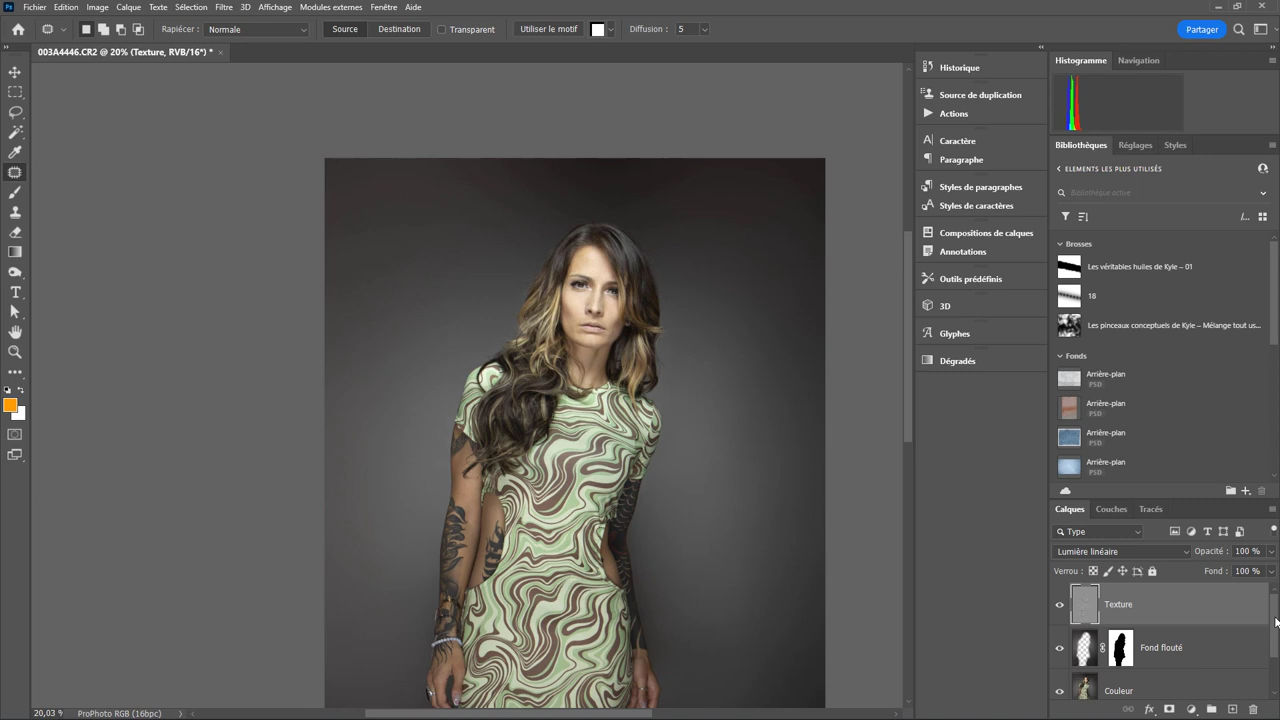 Ps Fichier Edition Image Calque Texte Sélection Filtre 3D Affichage Modules externes Fenêtre Aide
Rapiécer : Normale Source Destination Transparent Utiliser le motif Diffusion : 5 Partager
003A4446.CR2 @ 20% (Texture, RVB/16*) *
Histogramme Navigation
Historique
Source de duplication
Actions
Caractère
Paragraphe
Styles de paragraphes
Styles de caractères
Compositions de calques
Annotations
Outils prédéfinis
3D
Glyphes
Dégradés
Bibliothèques Réglages Styles
ELEMENTS LES PLUS UTILISÉS
Bibliothèque active
Brosses
Les véritables huiles de Kyle – 01
18
Les pinceaux conceptuels de Kyle – Mélange tout us...
Fonds
Arrière-plan
PSD
Arrière-plan
PSD
Arrière-plan
PSD
Arrière-plan
PSD
Calques Couches Tracés
Type
Lumière linéaire Opacité : 100 %
Verrou : Fond : 100 %
Texture
Fond flouté
Couleur
20,03 % ProPhoto RGB (16bpc)